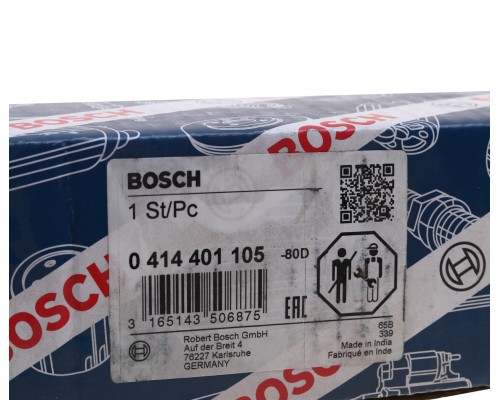 BOSCH
BOSCH
1 St/Pc
0 414 401 105 -80D
3 165143 506875
EAC
Robert Bosch GmbH
Auf der Breit 4
76227 Karlsruhe
GERMANY
65B
339
Made in India
Fabriqué en Inde
BOSCH
BOSCH
BOSCH